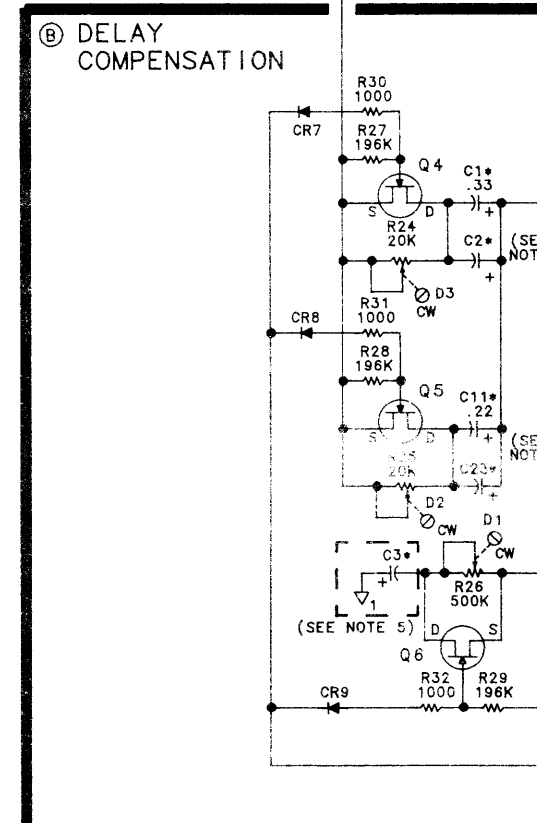 Ⓑ DELAY
COMPENSATION
R30
1000
CR7
R27
196K
Q4
C1*
.33
S
D
+
R24
20K
C2*
(SE
NOT
+
D3
CW
R31
1000
CR8
R28
196K
Q5
C11*
.22
S
D
+
(SE
NOT
20K
C23*
+
D2
CW
D1
CW
C3*
+
1
R26
500K
(SEE NOTE 5)
D
S
Q6
R32
1000
R29
196K
CR9